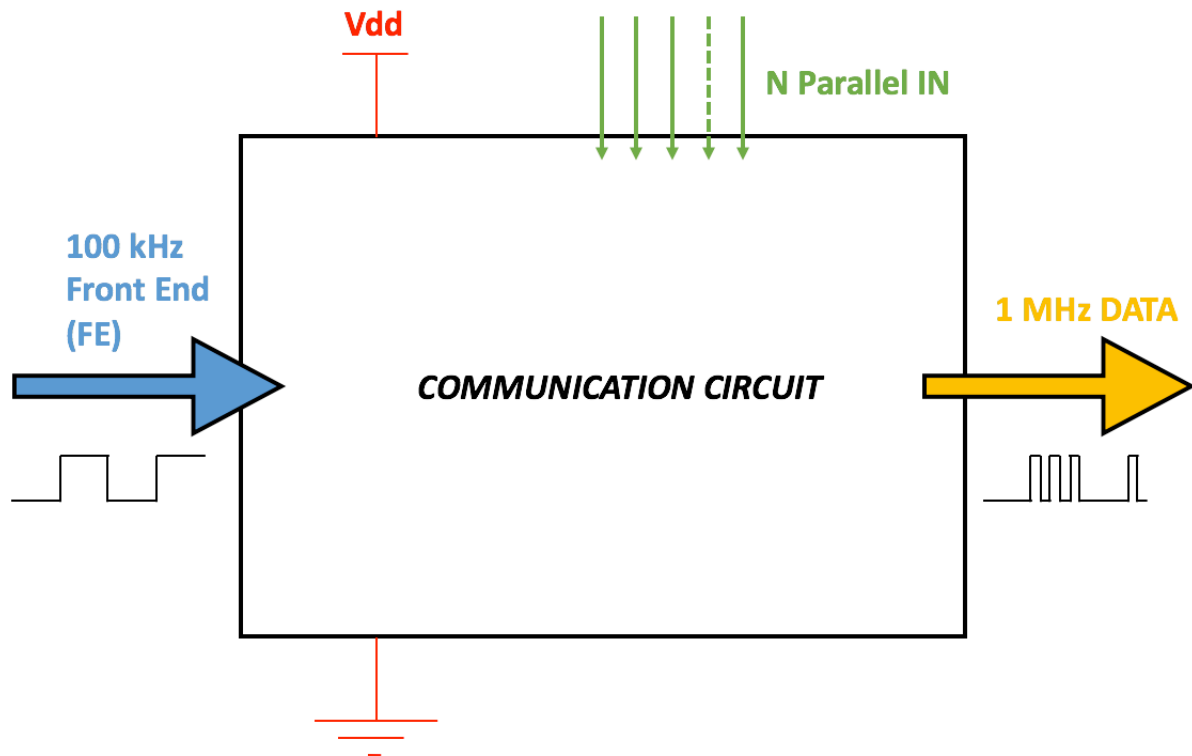 Vdd
N Parallel IN
100 kHz
Front End
(FE)
1 MHz DATA
COMMUNICATION CIRCUIT